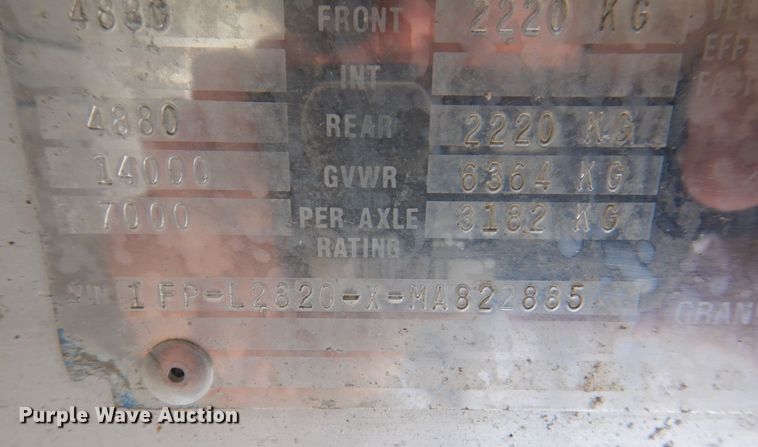 4880 FRONT 2220 KG
INT
4880 REAR 2220 KG
14000 GVWR 6364 KG
7000 PER AXLE RATING 3182 KG
1FP-L2820-X-MA822885
Purple Wave Auction